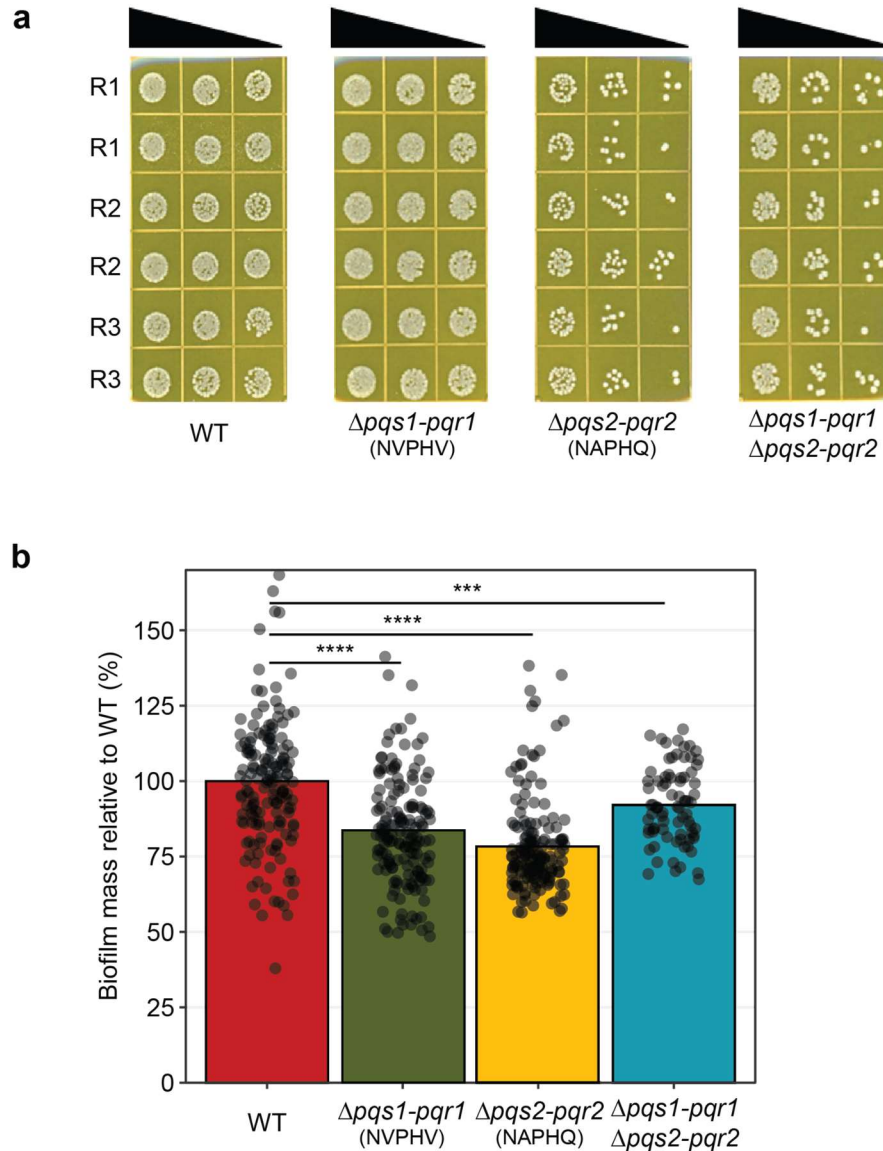 a
R1
R1
R2
R2
R3
R3
WT
Δpqs1-pqr1
(NVPHV)
Δpqs2-pqr2
(NAPHQ)
Δpqs1-pqr1
Δpqs2-pqr2
b
Biofilm mass relative to WT (%)
150
125
100
75
50
25
0
***
****
****
WT
Δpqs1-pqr1
(NVPHV)
Δpqs2-pqr2
(NAPHQ)
Δpqs1-pqr1
Δpqs2-pqr2